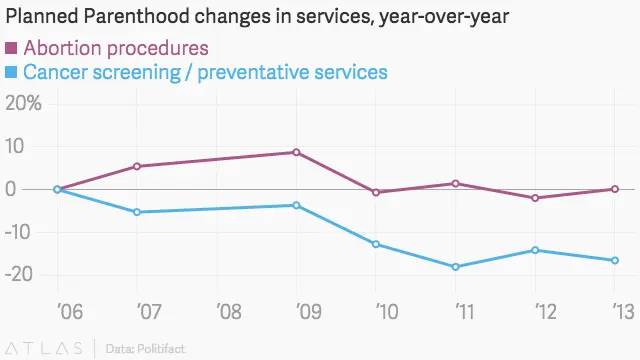 Planned Parenthood changes in services, year-over-year
Abortion procedures
Cancer screening / preventative services
20%
10
0
-10
-20
’06 ’07 ’08 ’09 ’10 ’11 ’12 ’13
ATLAS | Data: Politifact